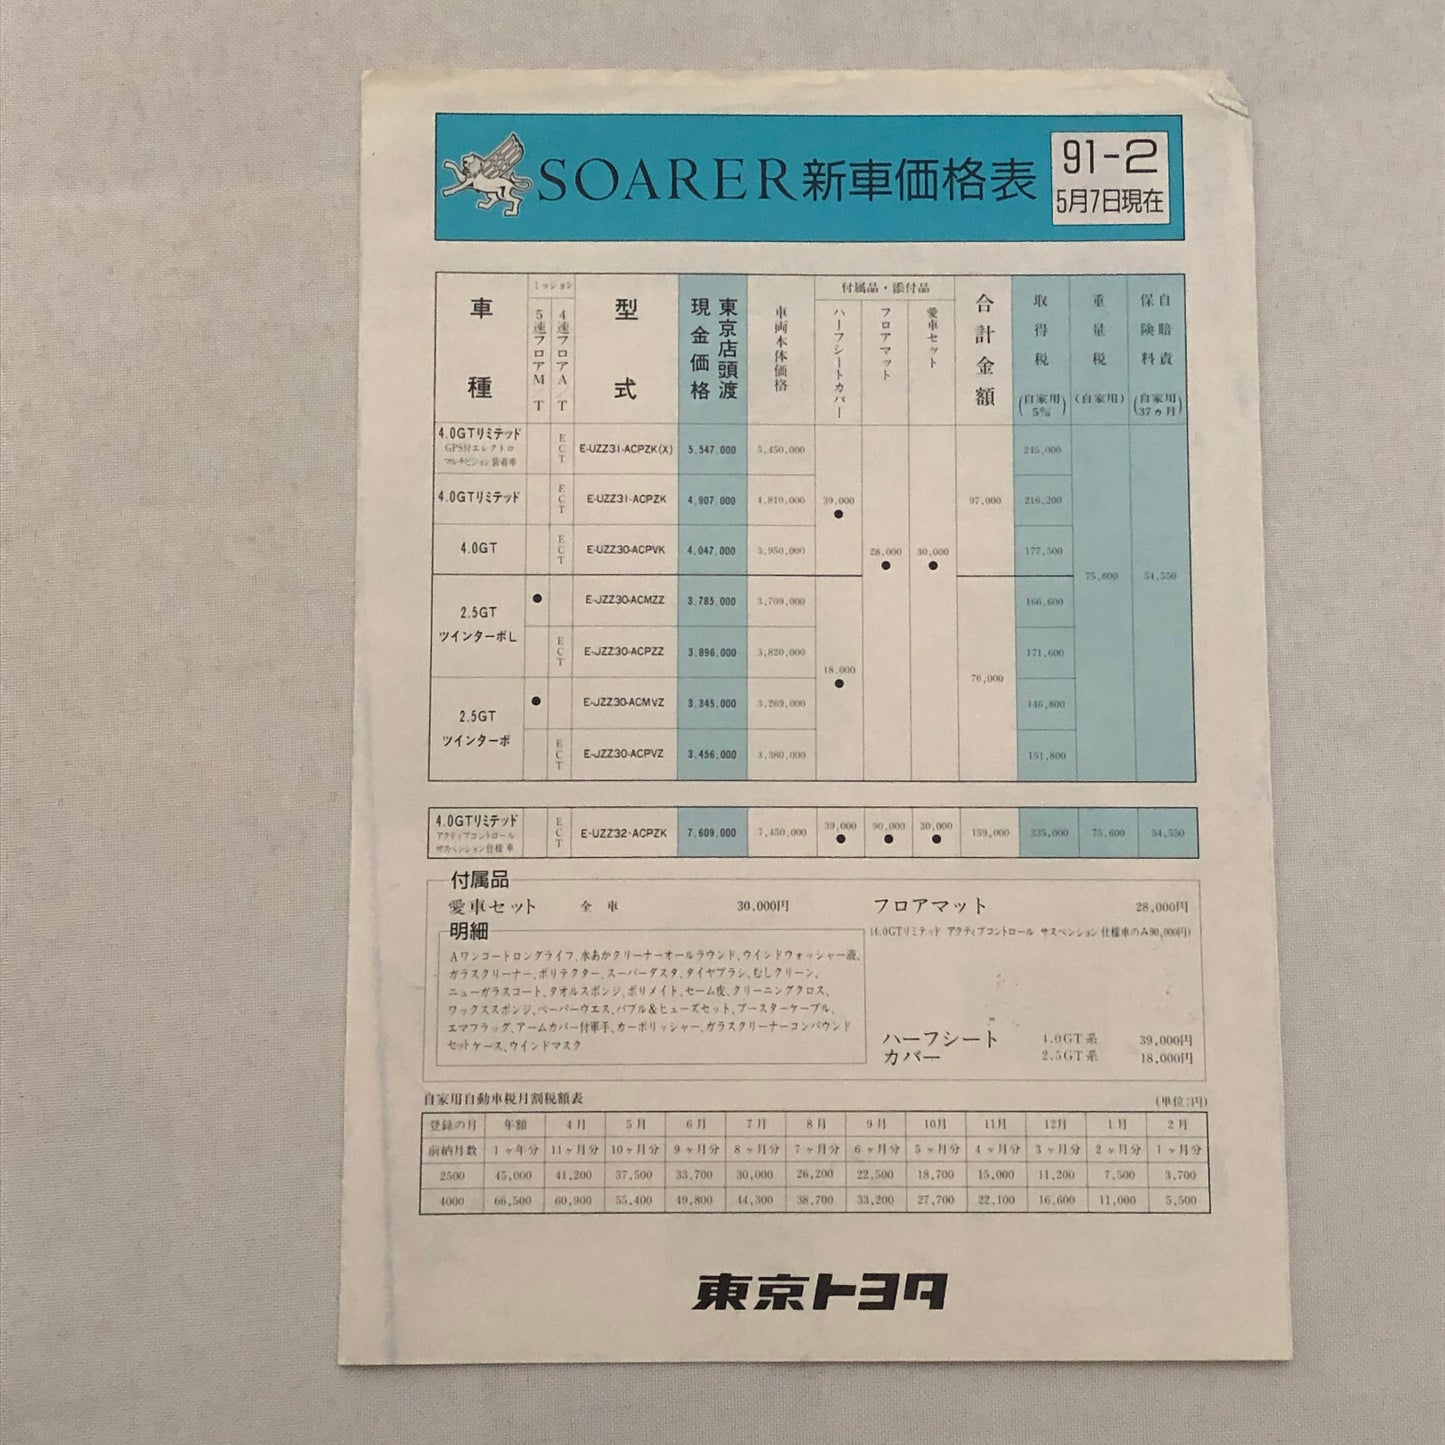 SOARER 新車価格表
91-2
5月7日現在
車種
ミッション
5速フロアM/T
4速フロアA/T
型式
東京店頭渡現金価格
車両本体価格
付属品・添付品
ハーフシートカバー
フロアマット
愛車セット
合計金額
取得税(自家用5%)
重量税(自家用)
自賠責保険料(自家用37ヵ月)
4.0GTリミテッド GPS付エレクトロマルチビジョン装着車 ECT E-UZZ31-ACPZK(X) 5,547,000 5,450,000 245,000
4.0GTリミテッド ECT E-UZZ31-ACPZK 4,907,000 4,810,000 39,000 ● 97,000 216,200
4.0GT ECT E-UZZ30-ACPVK 4,047,000 3,950,000 28,000 ● 30,000 ● 177,500
75,600 54,550
2.5GTツインターボL ● E-JZZ30-ACMZZ 3,785,000 3,709,000 166,600
ECT E-JZZ30-ACPZZ 3,896,000 3,820,000 18,000 ● 76,000 171,600
2.5GTツインターボ ● E-JZZ30-ACMVZ 3,345,000 3,269,000 146,800
ECT E-JZZ30-ACPVZ 3,456,000 3,380,000 151,800
4.0GTリミテッド アクティブコントロールサスペンション仕様車 ECT E-UZZ32-ACPZK 7,609,000 7,450,000 39,000 ● 90,000 ● 30,000 ● 159,000 335,000 75,600 54,550
付属品
愛車セット 全車 30,000円
明細
Aワンコートロングライフ、水あかクリーナーオールラウンド、ウインドウォッシャー液、
ガラスクリーナー、ポリテクター、スーパーダスタ、タイヤブラシ、むしクリーン、
ニューガラスコート、タオルスポンジ、ポリメイト、セーム皮、クリーニングクロス、
ワックススポンジ、ペーパーウエス、バブル&ヒューズセット、ブースターケーブル、
エマフラッグ、アームカバー付軍手、カーポリッシャー、ガラスクリーナーコンパウンド
セットケース、ウインドマスク
フロアマット 28,000円
(4.0GTリミテッド アクティブコントロール サスペンション仕様車のみ90,000円)
ハーフシートカバー 4.0GT系 39,000円
2.5GT系 18,000円
自家用自動車税月割税額表 (単位:円)
登録の月 年額 4月 5月 6月 7月 8月 9月 10月 11月 12月 1月 2月
前納月数 1ヶ年分 11ヶ月分 10ヶ月分 9ヶ月分 8ヶ月分 7ヶ月分 6ヶ月分 5ヶ月分 4ヶ月分 3ヶ月分 2ヶ月分 1ヶ月分
2500 45,000 41,200 37,500 33,700 30,000 26,200 22,500 18,700 15,000 11,200 7,500 3,700
4000 66,500 60,900 55,400 49,800 44,300 38,700 33,200 27,700 22,100 16,600 11,000 5,500
東京トヨタ